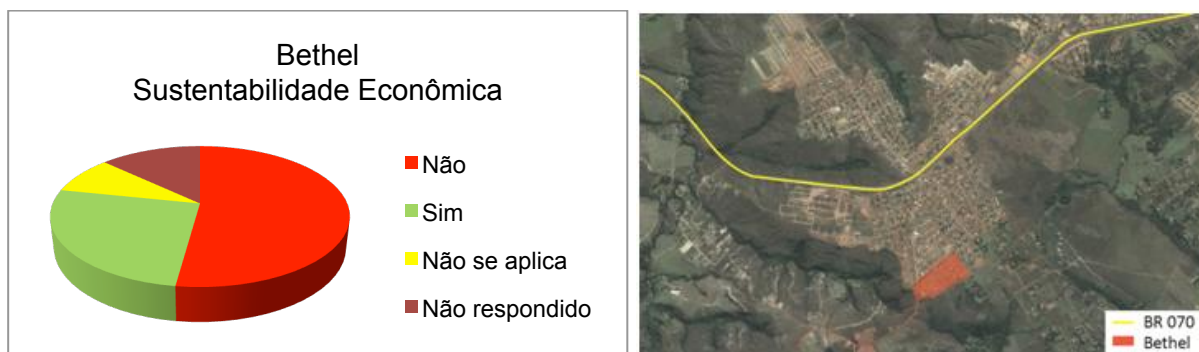 Bethel
Sustentabilidade Econômica
Não
Sim
Não se aplica
Não respondido
BR 070
Bethel